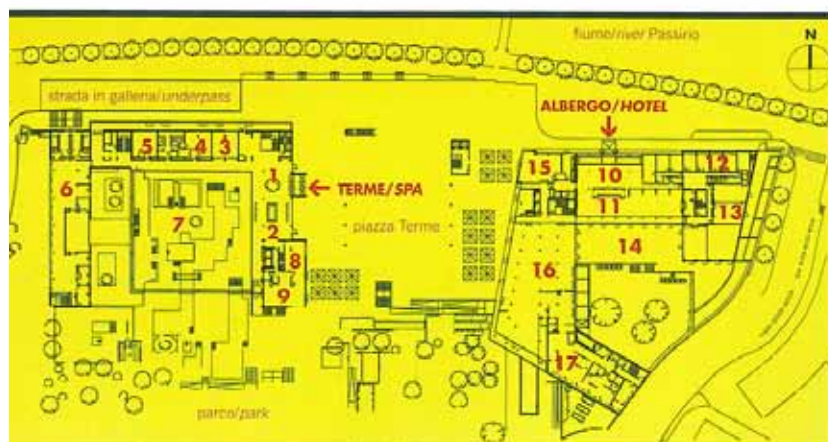 fiume/river Passirio
N
strada in galleria/underpass
ALBERGO/HOTEL
5
4
3
15
10
12
1
6
TERME/SPA
11
13
7
2
piazza Terme
14
8
16
9
17
parco/park